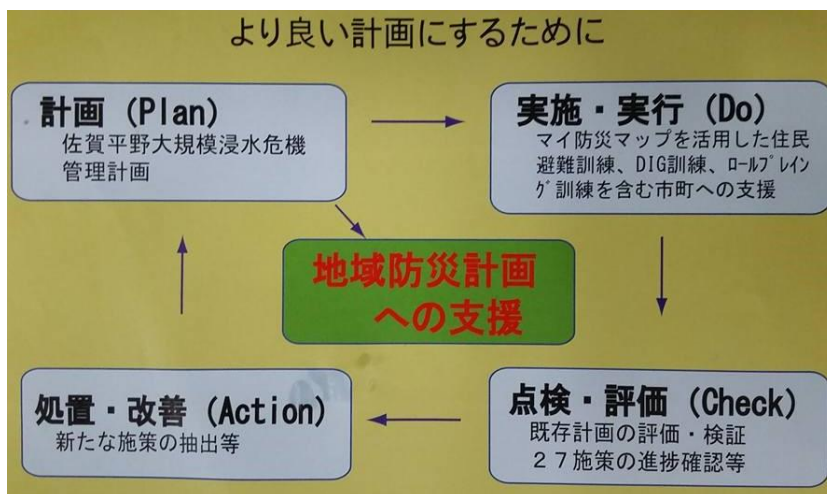 より良い計画にするために
計画（Plan）
佐賀平野大規模浸水危機
管理計画
実施・実行（Do）
マイ防災マップを活用した住民
避難訓練、DIG訓練、ﾛｰﾙﾌﾟﾚｲﾝ
ｸﾞ訓練を含む市町への支援
地域防災計画
への支援
処置・改善（Action）
新たな施策の抽出等
点検・評価（Check）
既存計画の評価・検証
２７施策の進捗確認等